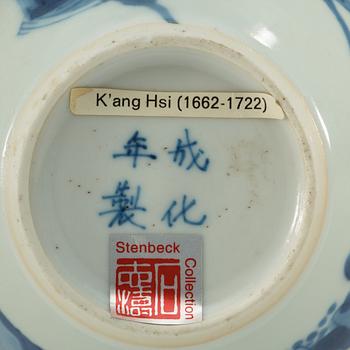 K'ang Hsi (1662-1722)
成化
年製
Stenbeck
Collection